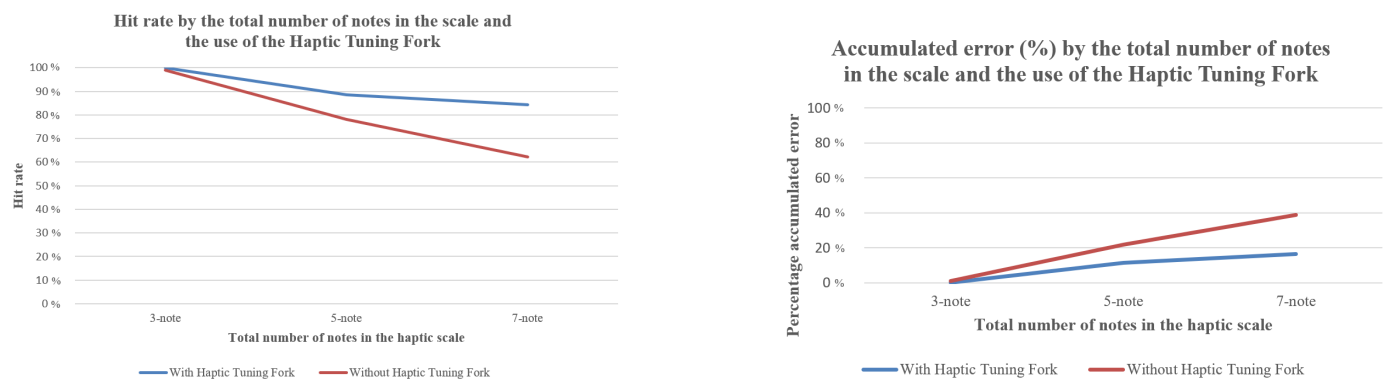 Hit rate by the total number of notes in the scale and
the use of the Haptic Tuning Fork
100 %
90 %
80 %
70 %
60 %
50 %
40 %
30 %
20 %
10 %
0 %
Hit rate
3-note
5-note
7-note
Total number of notes in the haptic scale
With Haptic Tuning Fork
Without Haptic Tuning Fork
Accumulated error (%) by the total number of notes
in the scale and the use of the Haptic Tuning Fork
100 %
80 %
60 %
40 %
20 %
0 %
Percentage accumulated error
3-note
5-note
7-note
Total number of notes in the haptic scale
With Haptic Tuning Fork
Without Haptic Tuning Fork